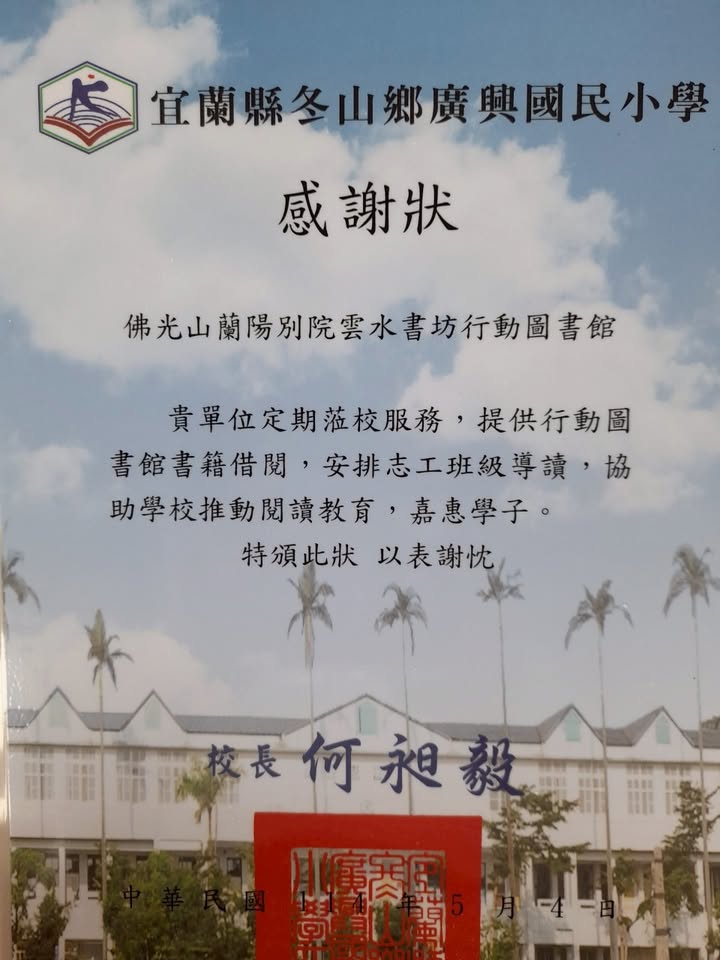 宜蘭縣冬山鄉廣興國民小學
感謝狀
佛光山蘭陽別院雲水書坊行動圖書館
貴單位定期蒞校服務，提供行動圖
書館書籍借閱，安排志工班級導讀，協
助學校推動閱讀教育，嘉惠學子。
特頒此狀 以表謝忱
校長 何昶毅
中華民國 114 年 5 月 4 日